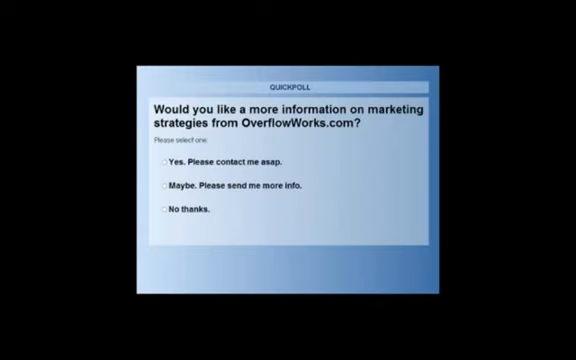 QUICKPOLL
Would you like a more information on marketing
strategies from OverflowWorks.com?
Please select one:
Yes. Please contact me asap.
Maybe. Please send me more info.
No thanks.